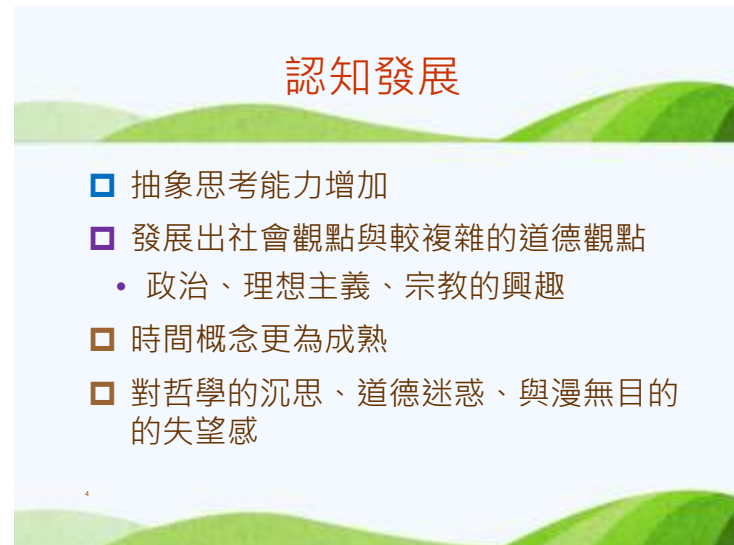 認知發展
抽象思考能力增加
發展出社會觀點與較複雜的道德觀點
• 政治、理想主義、宗教的興趣
時間概念更為成熟
對哲學的沉思、道德迷惑、與漫無目的
的失望感
4